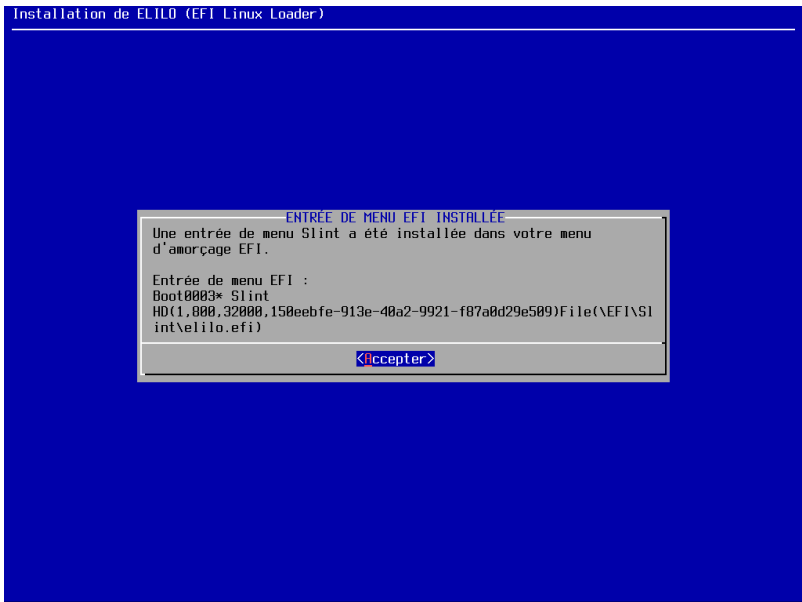 Installation de ELILO (EFI Linux Loader)
ENTRÉE DE MENU EFI INSTALLÉE
Une entrée de menu Slint a été installée dans votre menu
d'amorçage EFI.
Entrée de menu EFI :
Boot0003* Slint
HD(1,800,32000,150eebfe-913e-40a2-9921-f87a0d29e509)File(\EFI\Sl
int\elilo.efi)
<Accepter>